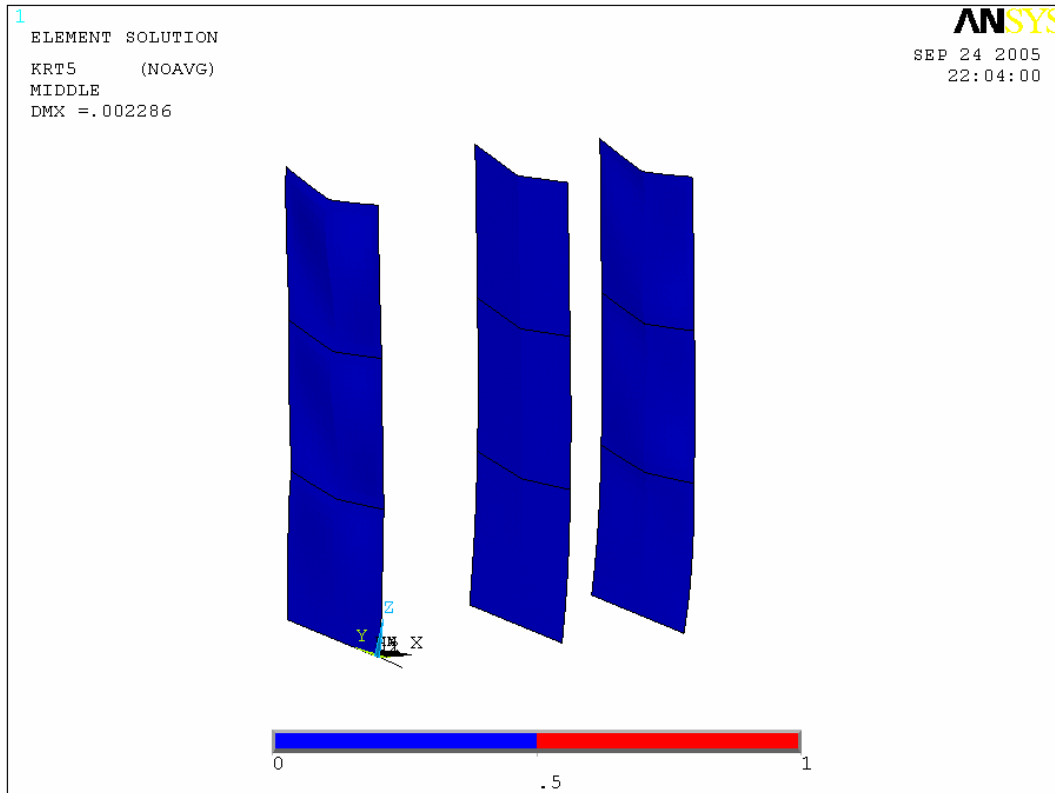 1
ANSYS
ELEMENT SOLUTION
SEP 24 2005
22:04:00
KRT5 (NOAVG)
MIDDLE
DMX =.002286
Z
Y
X
0
.5
1